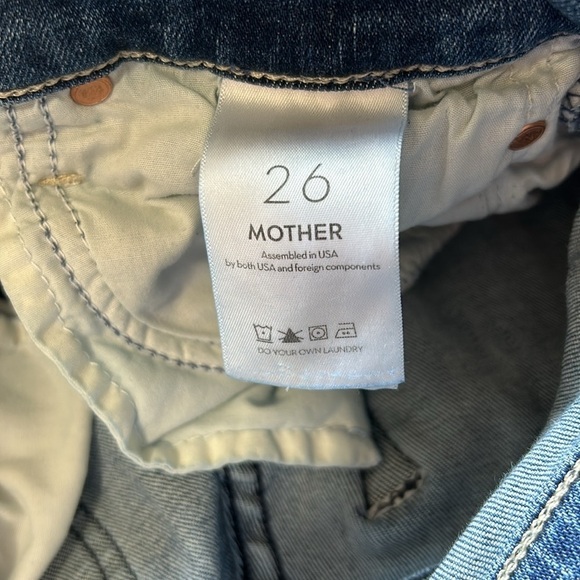 26
MOTHER
Assembled in USA
by both USA and foreign components
DO YOUR OWN LAUNDRY